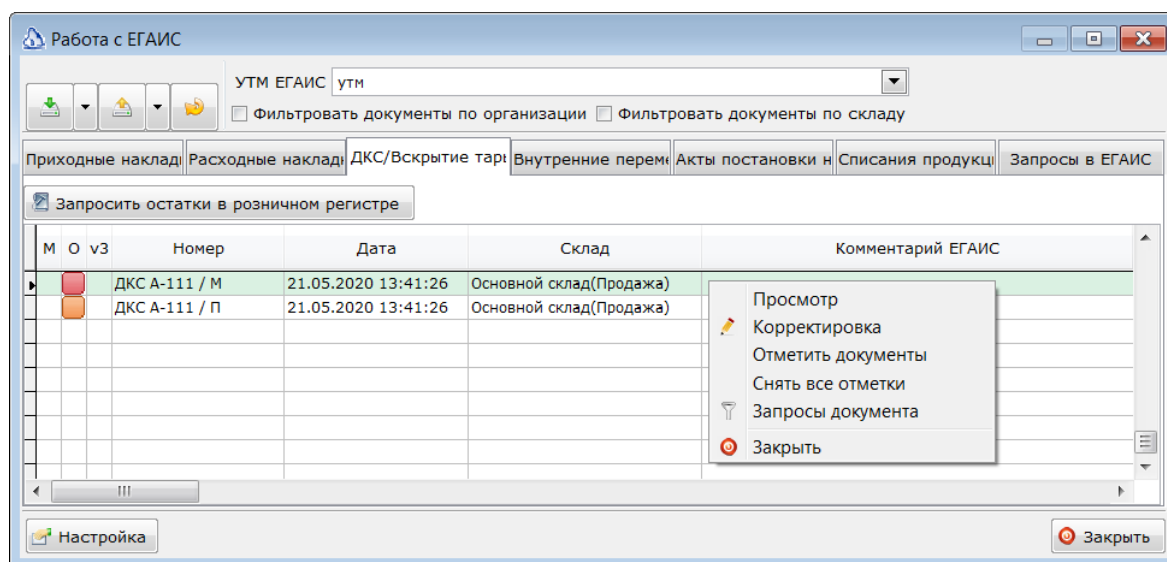 Работа с ЕГАИС
УТМ ЕГАИС утм
Фильтровать документы по организации Фильтровать документы по складу
Приходные наклад Расходные наклад ДКС/Вскрытие тары Внутренние переме Акты постановки н Списания продукц Запросы в ЕГАИС
Запросить остатки в розничном регистре
М О v3 Номер Дата Склад Комментарий ЕГАИС
ДКС А-111 / М 21.05.2020 13:41:26 Основной склад(Продажа)
ДКС А-111 / П 21.05.2020 13:41:26 Основной склад(Продажа)
Просмотр
Корректировка
Отметить документы
Снять все отметки
Запросы документа
Закрыть
Настройка Закрыть